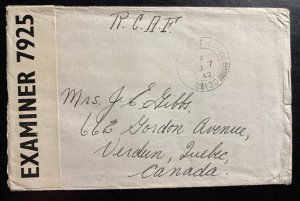 EXAMINER 7925
R.C.A.F.
Mrs. J. E. Gibbs,
662 Gordon Avenue,
Verdun, Quebec,
Canada.